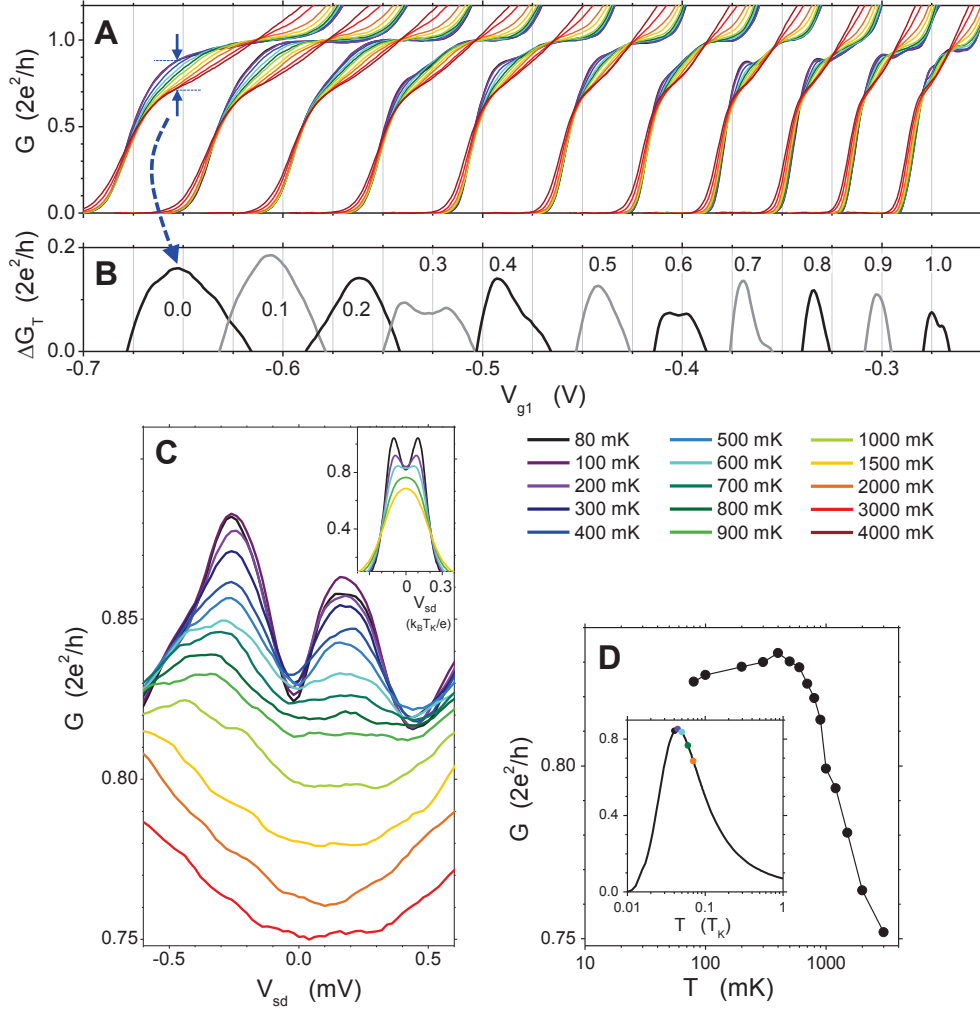 A
G (2e²/h)
1.0
0.5
0.0
B
ΔG_T (2e²/h)
0.2
0.0
0.0
0.1
0.2
0.3
0.4
0.5
0.6
0.7
0.8
0.9
1.0
-0.7
-0.6
-0.5
-0.4
-0.3
V_g1 (V)
80 mK
100 mK
200 mK
300 mK
400 mK
500 mK
600 mK
700 mK
800 mK
900 mK
1000 mK
1500 mK
2000 mK
3000 mK
4000 mK
C
G (2e²/h)
0.85
0.80
0.75
-0.5
0.0
0.5
V_sd (mV)
0.8
0.4
0
0.3
V_sd
(k_BT_K/e)
D
G (2e²/h)
0.80
0.75
10
100
1000
T (mK)
0.8
0.4
0.0
0.01
0.1
1
T (T_K)